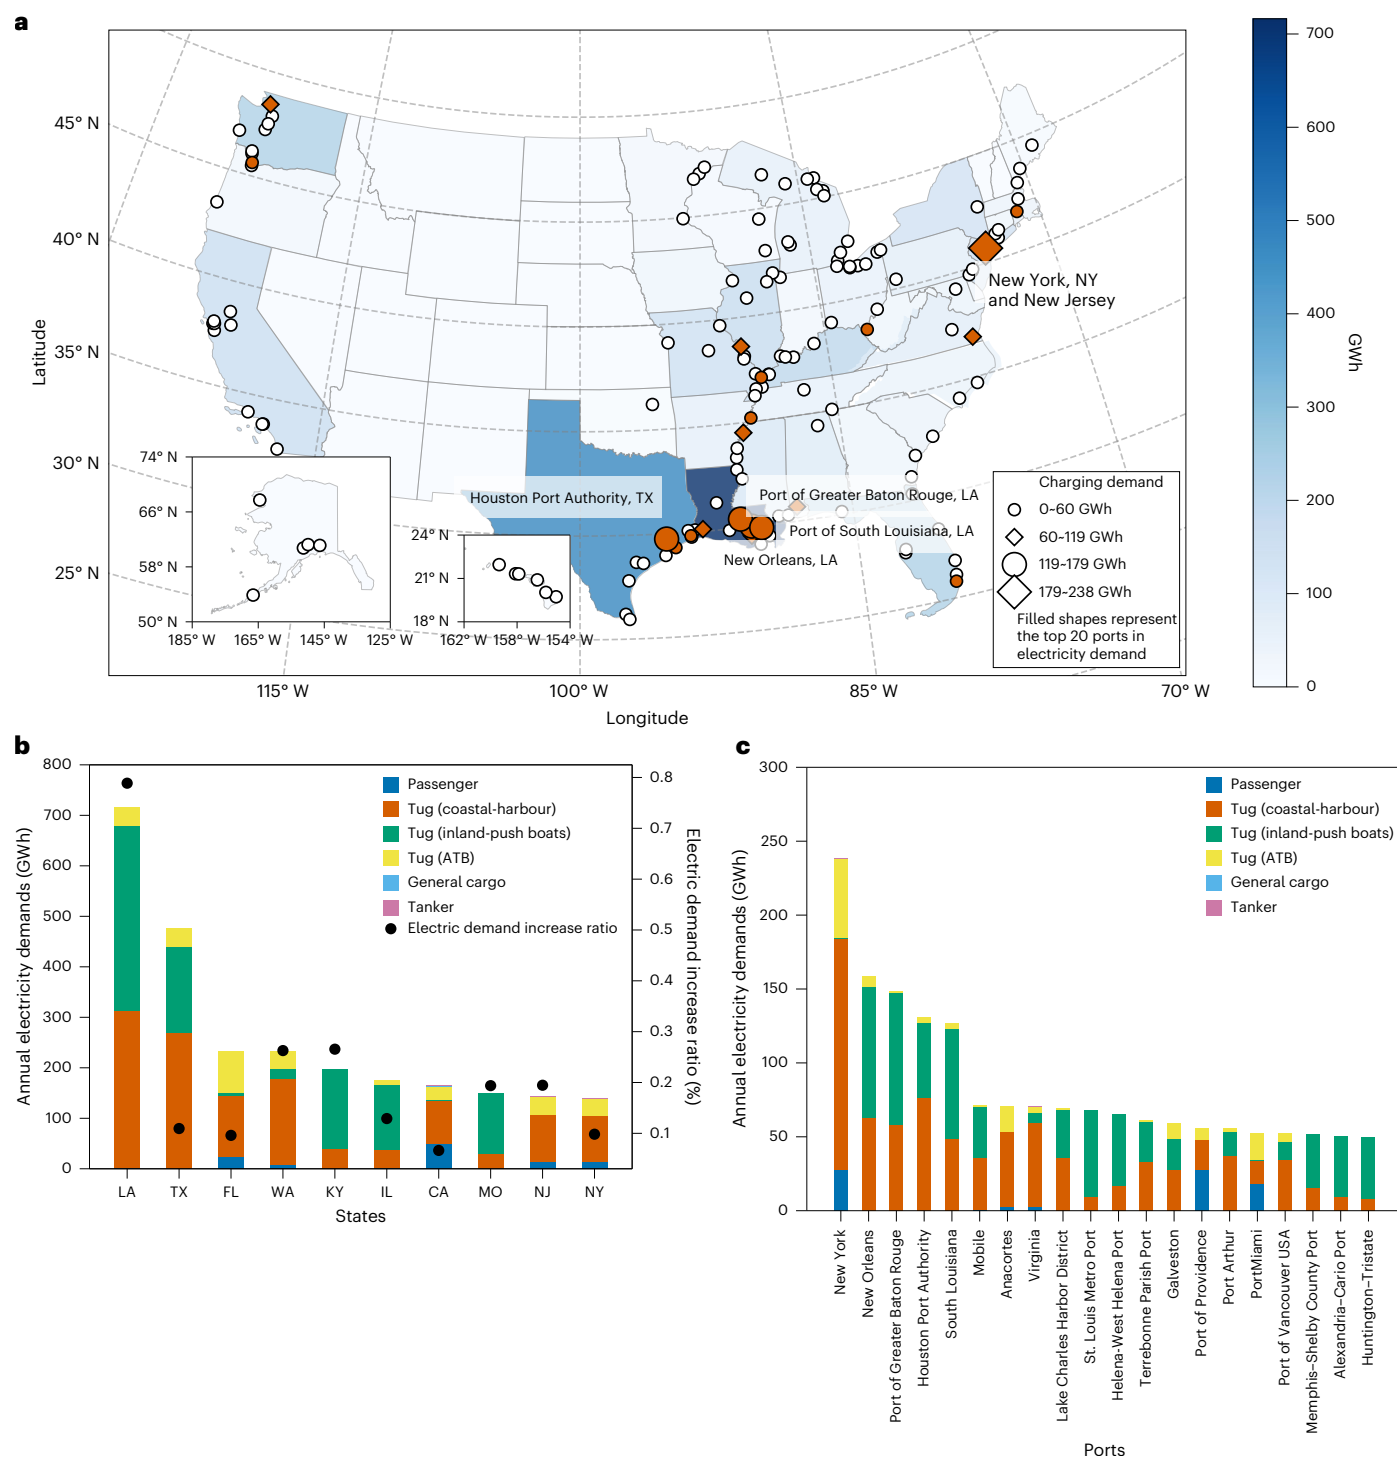 a
45° N
40° N
35° N
30° N
25° N
Latitude
115° W
100° W
85° W
70° W
Longitude
New York, NY
and New Jersey
Houston Port Authority, TX
Port of Greater Baton Rouge, LA
Port of South Louisiana, LA
New Orleans, LA
74° N
66° N
58° N
50° N
185° W
165° W
145° W
125° W
24° N
21° N
18° N
162° W
158° W
154° W
Charging demand
0~60 GWh
60~119 GWh
119~179 GWh
179~238 GWh
Filled shapes represent
the top 20 ports in
electricity demand
700
600
500
400
300
200
100
0
GWh
b
800
700
600
500
400
300
200
100
0
Annual electricity demands (GWh)
Passenger
Tug (coastal-harbour)
Tug (inland-push boats)
Tug (ATB)
General cargo
Tanker
Electric demand increase ratio
0.8
0.7
0.6
0.5
0.4
0.3
0.2
0.1
Electric demand increase ratio (%)
LA
TX
FL
WA
KY
IL
CA
MO
NJ
NY
States
c
300
250
200
150
100
50
0
Annual electricity demands (GWh)
Passenger
Tug (coastal-harbour)
Tug (inland-push boats)
Tug (ATB)
General cargo
Tanker
New York
New Orleans
Port of Greater Baton Rouge
Houston Port Authority
South Louisiana
Mobile
Anacortes
Virginia
Lake Charles Harbor District
St. Louis Metro Port
Helena-West Helena Port
Terrebonne Parish Port
Galveston
Port of Providence
Port Arthur
PortMiami
Port of Vancouver USA
Memphis–Shelby County Port
Alexandria–Cario Port
Huntington–Tristate
Ports